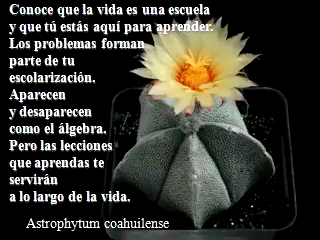 Conoce que la vida es una escuela
y que tú estás aquí para aprender.
Los problemas forman
parte de tu
escolarización.
Aparecen
y desaparecen
como el álgebra.
Pero las lecciones
que aprendas te
servirán
a lo largo de la vida.
Astrophytum coahuilense